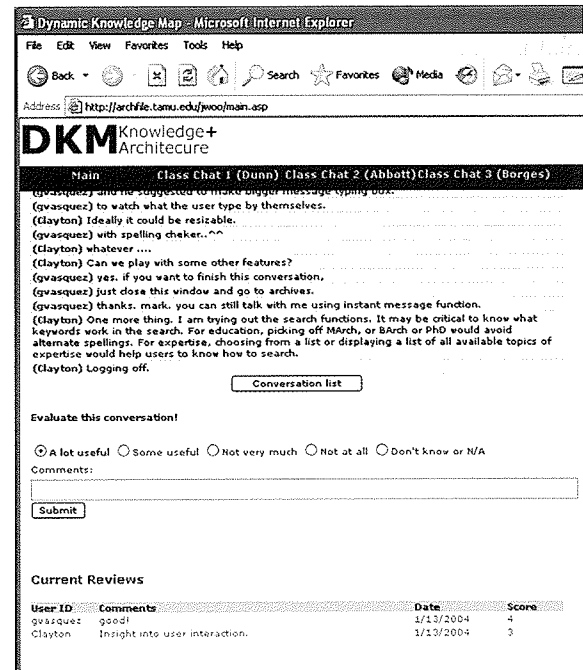 Dynamic Knowledge Map - Microsoft Internet Explorer
File Edit View Favorites Tools Help
Back Search Favorites Media
Address http://archfile.tamu.edu/jwoo/main.asp
DKM Knowledge+
Architecure
Main Class Chat 1 (Dunn) Class Chat 2 (Abbott)Class Chat 3 (Borges)
(gvasquez) and he suggested to make bigger message typing box.
(gvasquez) to watch what the user type by themselves.
(Clayton) Ideally it could be resizable.
(gvasquez) with spelling cheker..^^
(Clayton) whatever ....
(Clayton) Can we play with some other features?
(gvasquez) yes. if you want to finish this conversation,
(gvasquez) just close this window and go to archives.
(gvasquez) thanks. mark. you can still talk with me using instant message function.
(Clayton) One more thing. I am trying out the search functions. It may be critical to know what
keywords work in the search. For education, picking off MArch, or BArch or PhD would avoid
alternate spellings. For expertise, choosing from a list or displaying a list of all available topics of
expertise would help users to know how to search.
(Clayton) Logging off.
Conversation list
Evaluate this conversation!
A lot useful Some useful Not very much Not at all Don't know or N/A
Comments:
Submit
Current Reviews
User ID Comments Date Score
gvasquez good! 1/13/2004 4
Clayton Insight into user interaction. 1/13/2004 3